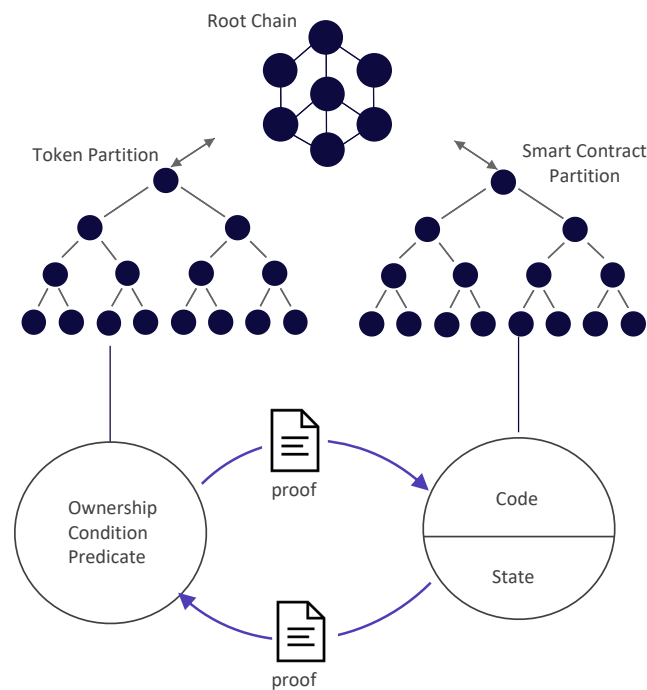 Root Chain
Token Partition
Smart Contract
Partition
Ownership
Condition
Predicate
proof
Code
State
proof